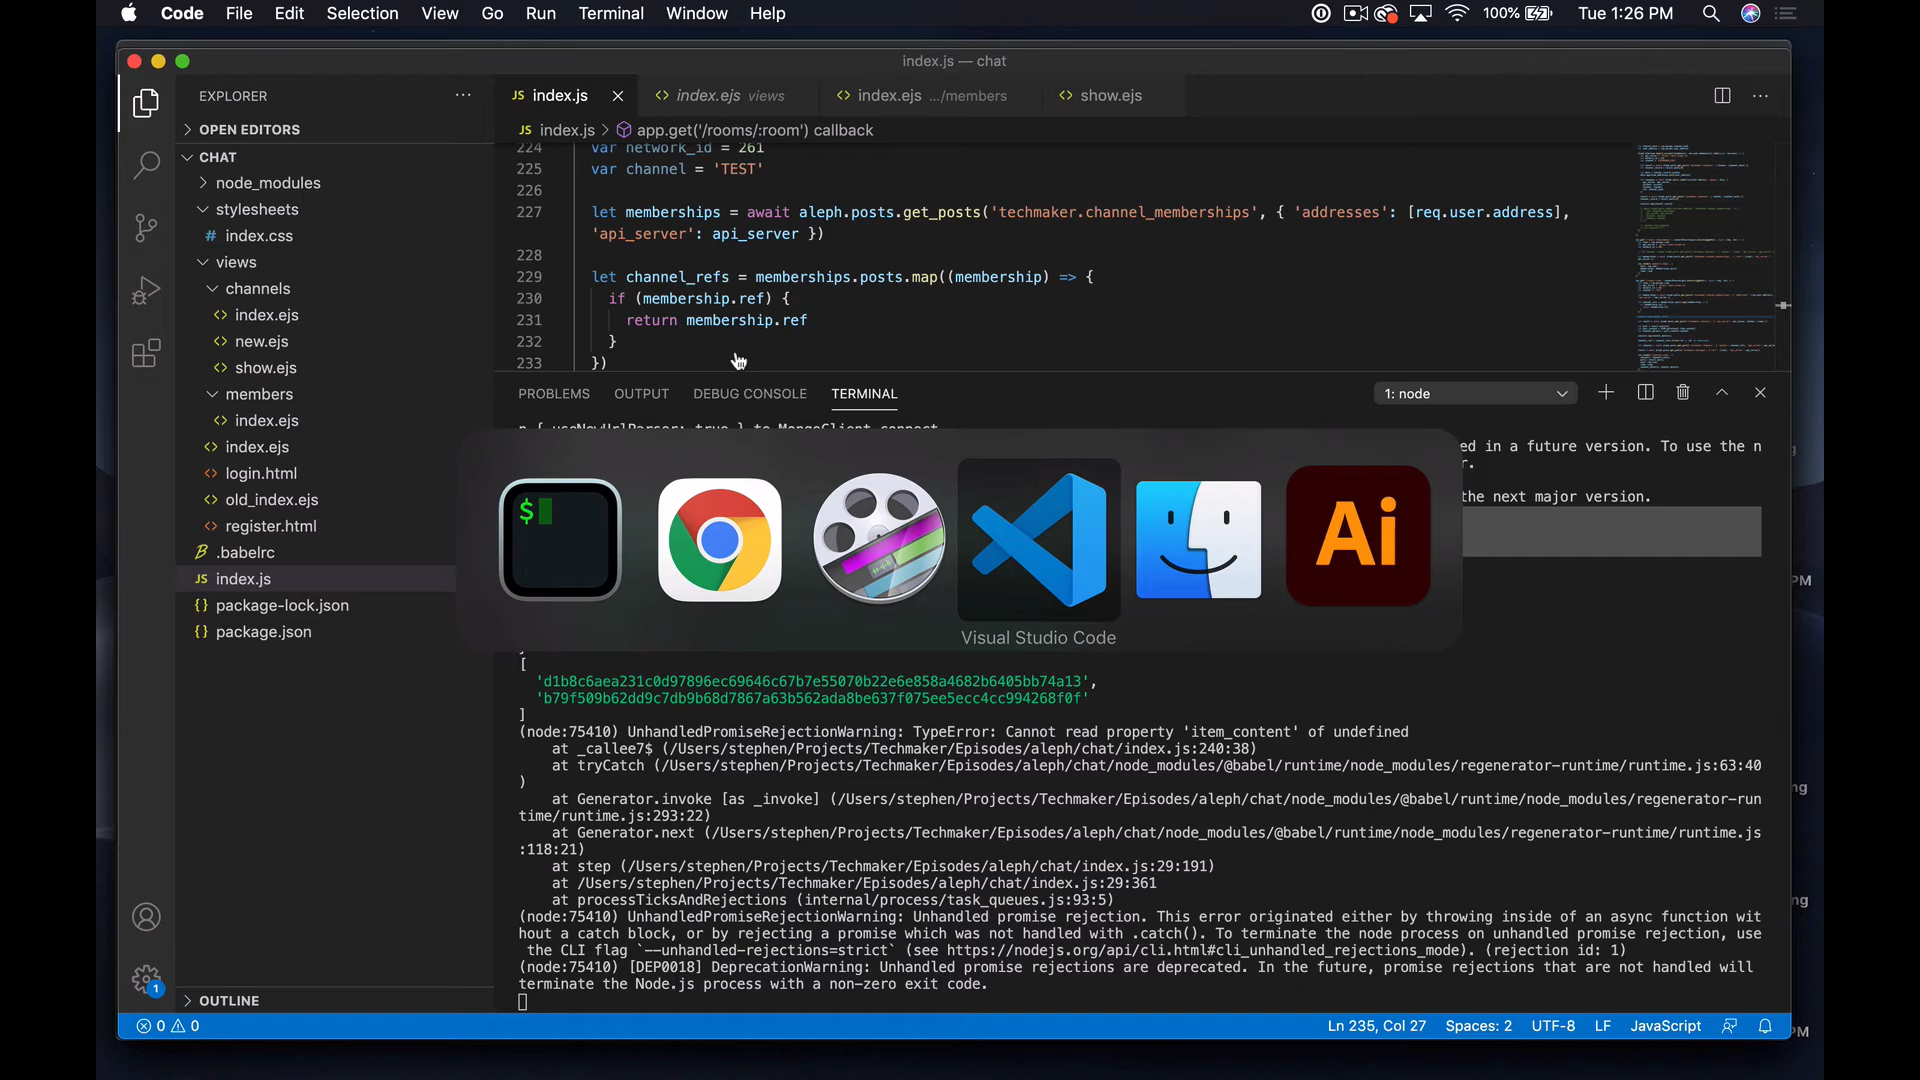 Code File Edit Selection View Go Run Terminal Window Help 100% Tue 1:26 PM
index.js — chat
EXPLORER
OPEN EDITORS
CHAT
node_modules
stylesheets
# index.css
views
channels
<> index.ejs
<> new.ejs
<> show.ejs
members
<> index.ejs
<> index.ejs
<> login.html
<> old_index.ejs
<> register.html
.babelrc
JS index.js
{} package-lock.json
{} package.json
OUTLINE
JS index.js <> index.ejs views <> index.ejs .../members <> show.ejs
JS index.js > app.get('/rooms/:room') callback
224 var network_id = 261
225 var channel = 'TEST'
226
227 let memberships = await aleph.posts.get_posts('techmaker.channel_memberships', { 'addresses': [req.user.address],
'api_server': api_server })
228
229 let channel_refs = memberships.posts.map((membership) => {
230 if (membership.ref) {
231 return membership.ref
232 }
233 })
PROBLEMS OUTPUT DEBUG CONSOLE TERMINAL 1: node
n { useNewUrlParser: true } to MongoClient.connect
ed in a future version. To use the n
r.
the next major version.
$
Ai
Visual Studio Code
[
'd1b8c6aea231c0d97896ec69646c67b7e55070b22e6e858a4682b6405bb74a13',
'b79f509b62dd9c7db9b68d7867a63b562ada8be637f075ee5ecc4cc994268f0f'
]
(node:75410) UnhandledPromiseRejectionWarning: TypeError: Cannot read property 'item_content' of undefined
at _callee7$ (/Users/stephen/Projects/Techmaker/Episodes/aleph/chat/index.js:240:38)
at tryCatch (/Users/stephen/Projects/Techmaker/Episodes/aleph/chat/node_modules/@babel/runtime/node_modules/regenerator-runtime/runtime.js:63:40
)
at Generator.invoke [as _invoke] (/Users/stephen/Projects/Techmaker/Episodes/aleph/chat/node_modules/@babel/runtime/node_modules/regenerator-run
time/runtime.js:293:22)
at Generator.next (/Users/stephen/Projects/Techmaker/Episodes/aleph/chat/node_modules/@babel/runtime/node_modules/regenerator-runtime/runtime.js
:118:21)
at step (/Users/stephen/Projects/Techmaker/Episodes/aleph/chat/index.js:29:191)
at /Users/stephen/Projects/Techmaker/Episodes/aleph/chat/index.js:29:361
at processTicksAndRejections (internal/process/task_queues.js:93:5)
(node:75410) UnhandledPromiseRejectionWarning: Unhandled promise rejection. This error originated either by throwing inside of an async function wit
hout a catch block, or by rejecting a promise which was not handled with .catch(). To terminate the node process on unhandled promise rejection, use
the CLI flag `--unhandled-rejections=strict` (see https://nodejs.org/api/cli.html#cli_unhandled_rejections_mode). (rejection id: 1)
(node:75410) [DEP0018] DeprecationWarning: Unhandled promise rejections are deprecated. In the future, promise rejections that are not handled will
terminate the Node.js process with a non-zero exit code.
1
0 0 Ln 235, Col 27 Spaces: 2 UTF-8 LF JavaScript
PM
ng
ng
PM